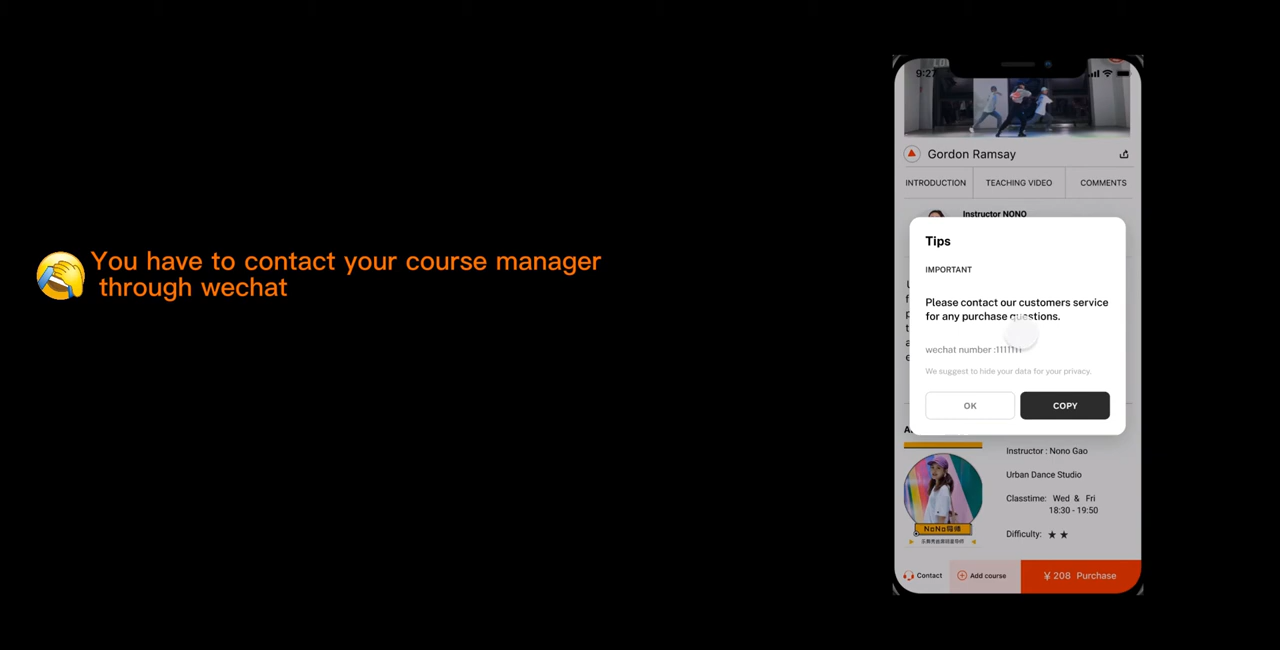 You have to contact your course manager
through wechat
9:27
Gordon Ramsay
INTRODUCTION
TEACHING VIDEO
COMMENTS
Instructor NONO
Tips
IMPORTANT
Please contact our customers service
for any purchase questions.
wechat number :1111111
We suggest to hide your data for your privacy.
OK
COPY
Instructor : Nono Gao
Urban Dance Studio
Classtime: Wed & Fri
18:30 - 19:50
Difficulty: ★ ★
Contact
Add course
¥ 208 Purchase